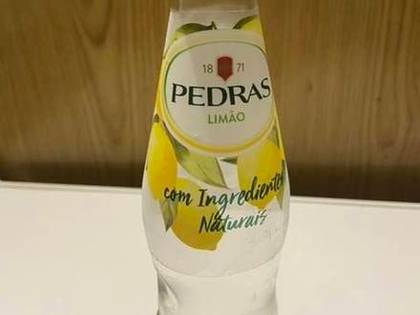 18 71
PEDRAS
LIMÃO
com Ingredientes
Naturais